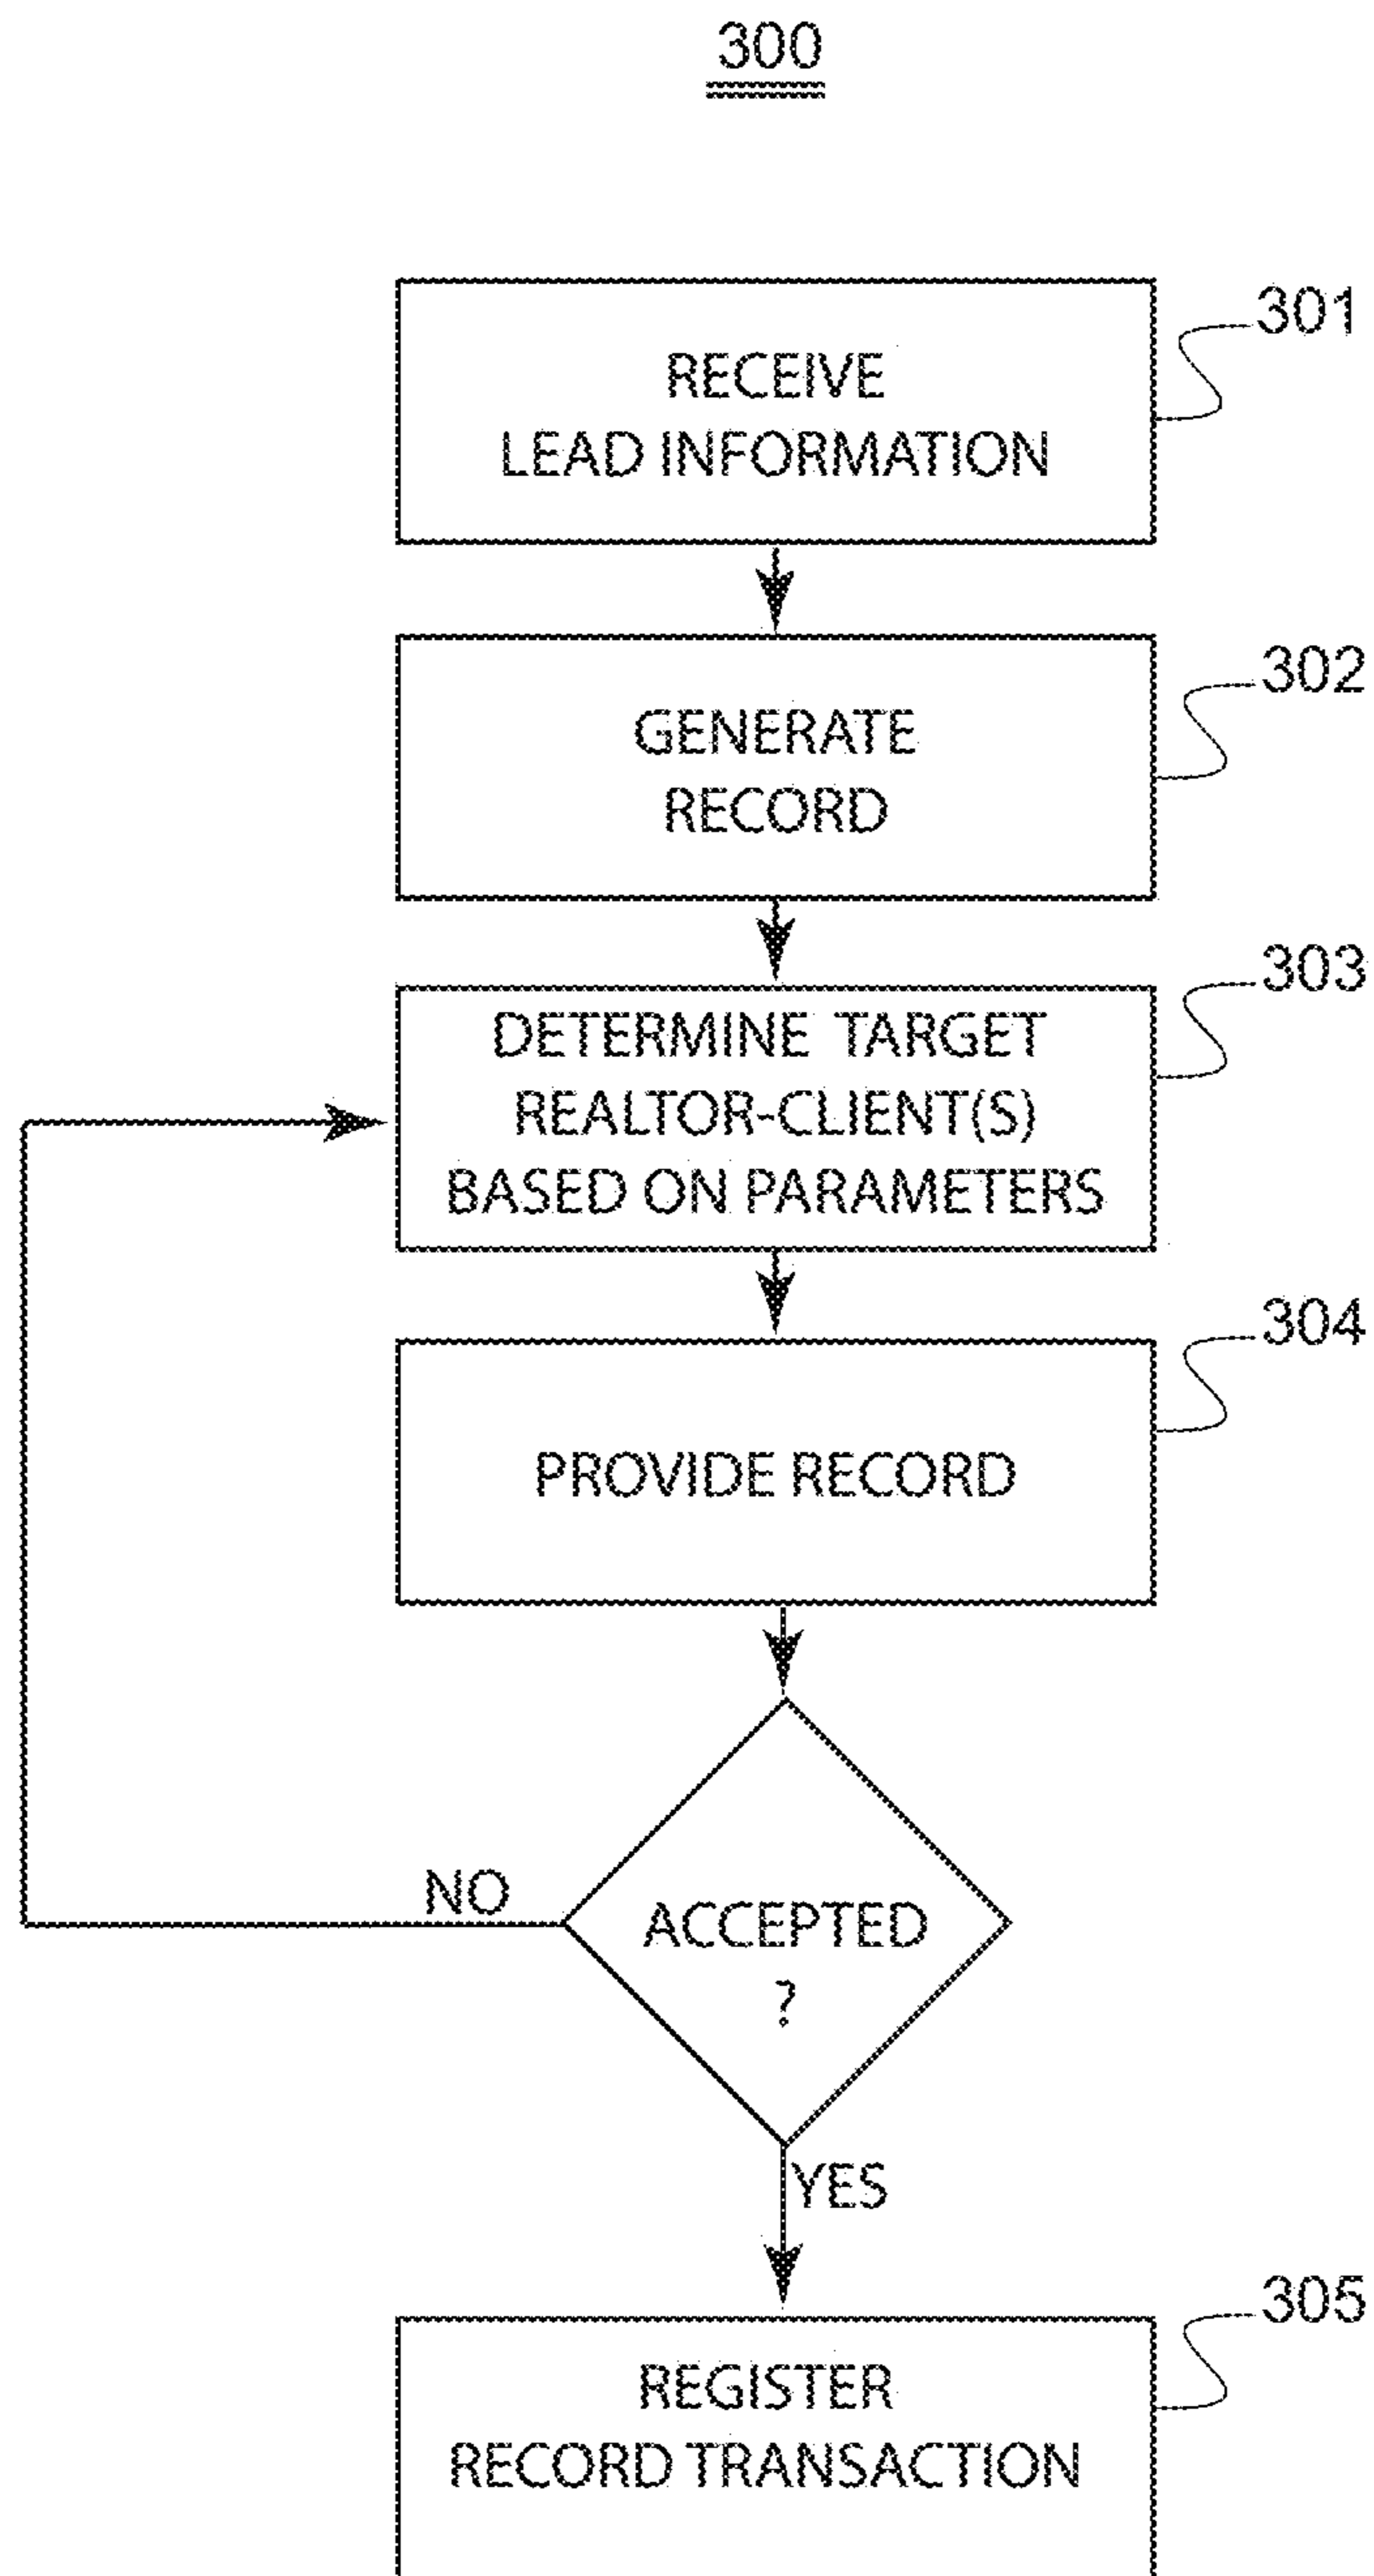 300
301
RECEIVE
LEAD INFORMATION
302
GENERATE
RECORD
303
DETERMINE TARGET
REALTOR-CLIENT(S)
BASED ON PARAMETERS
304
PROVIDE RECORD
NO
ACCEPTED
?
YES
305
REGISTER
RECORD TRANSACTION